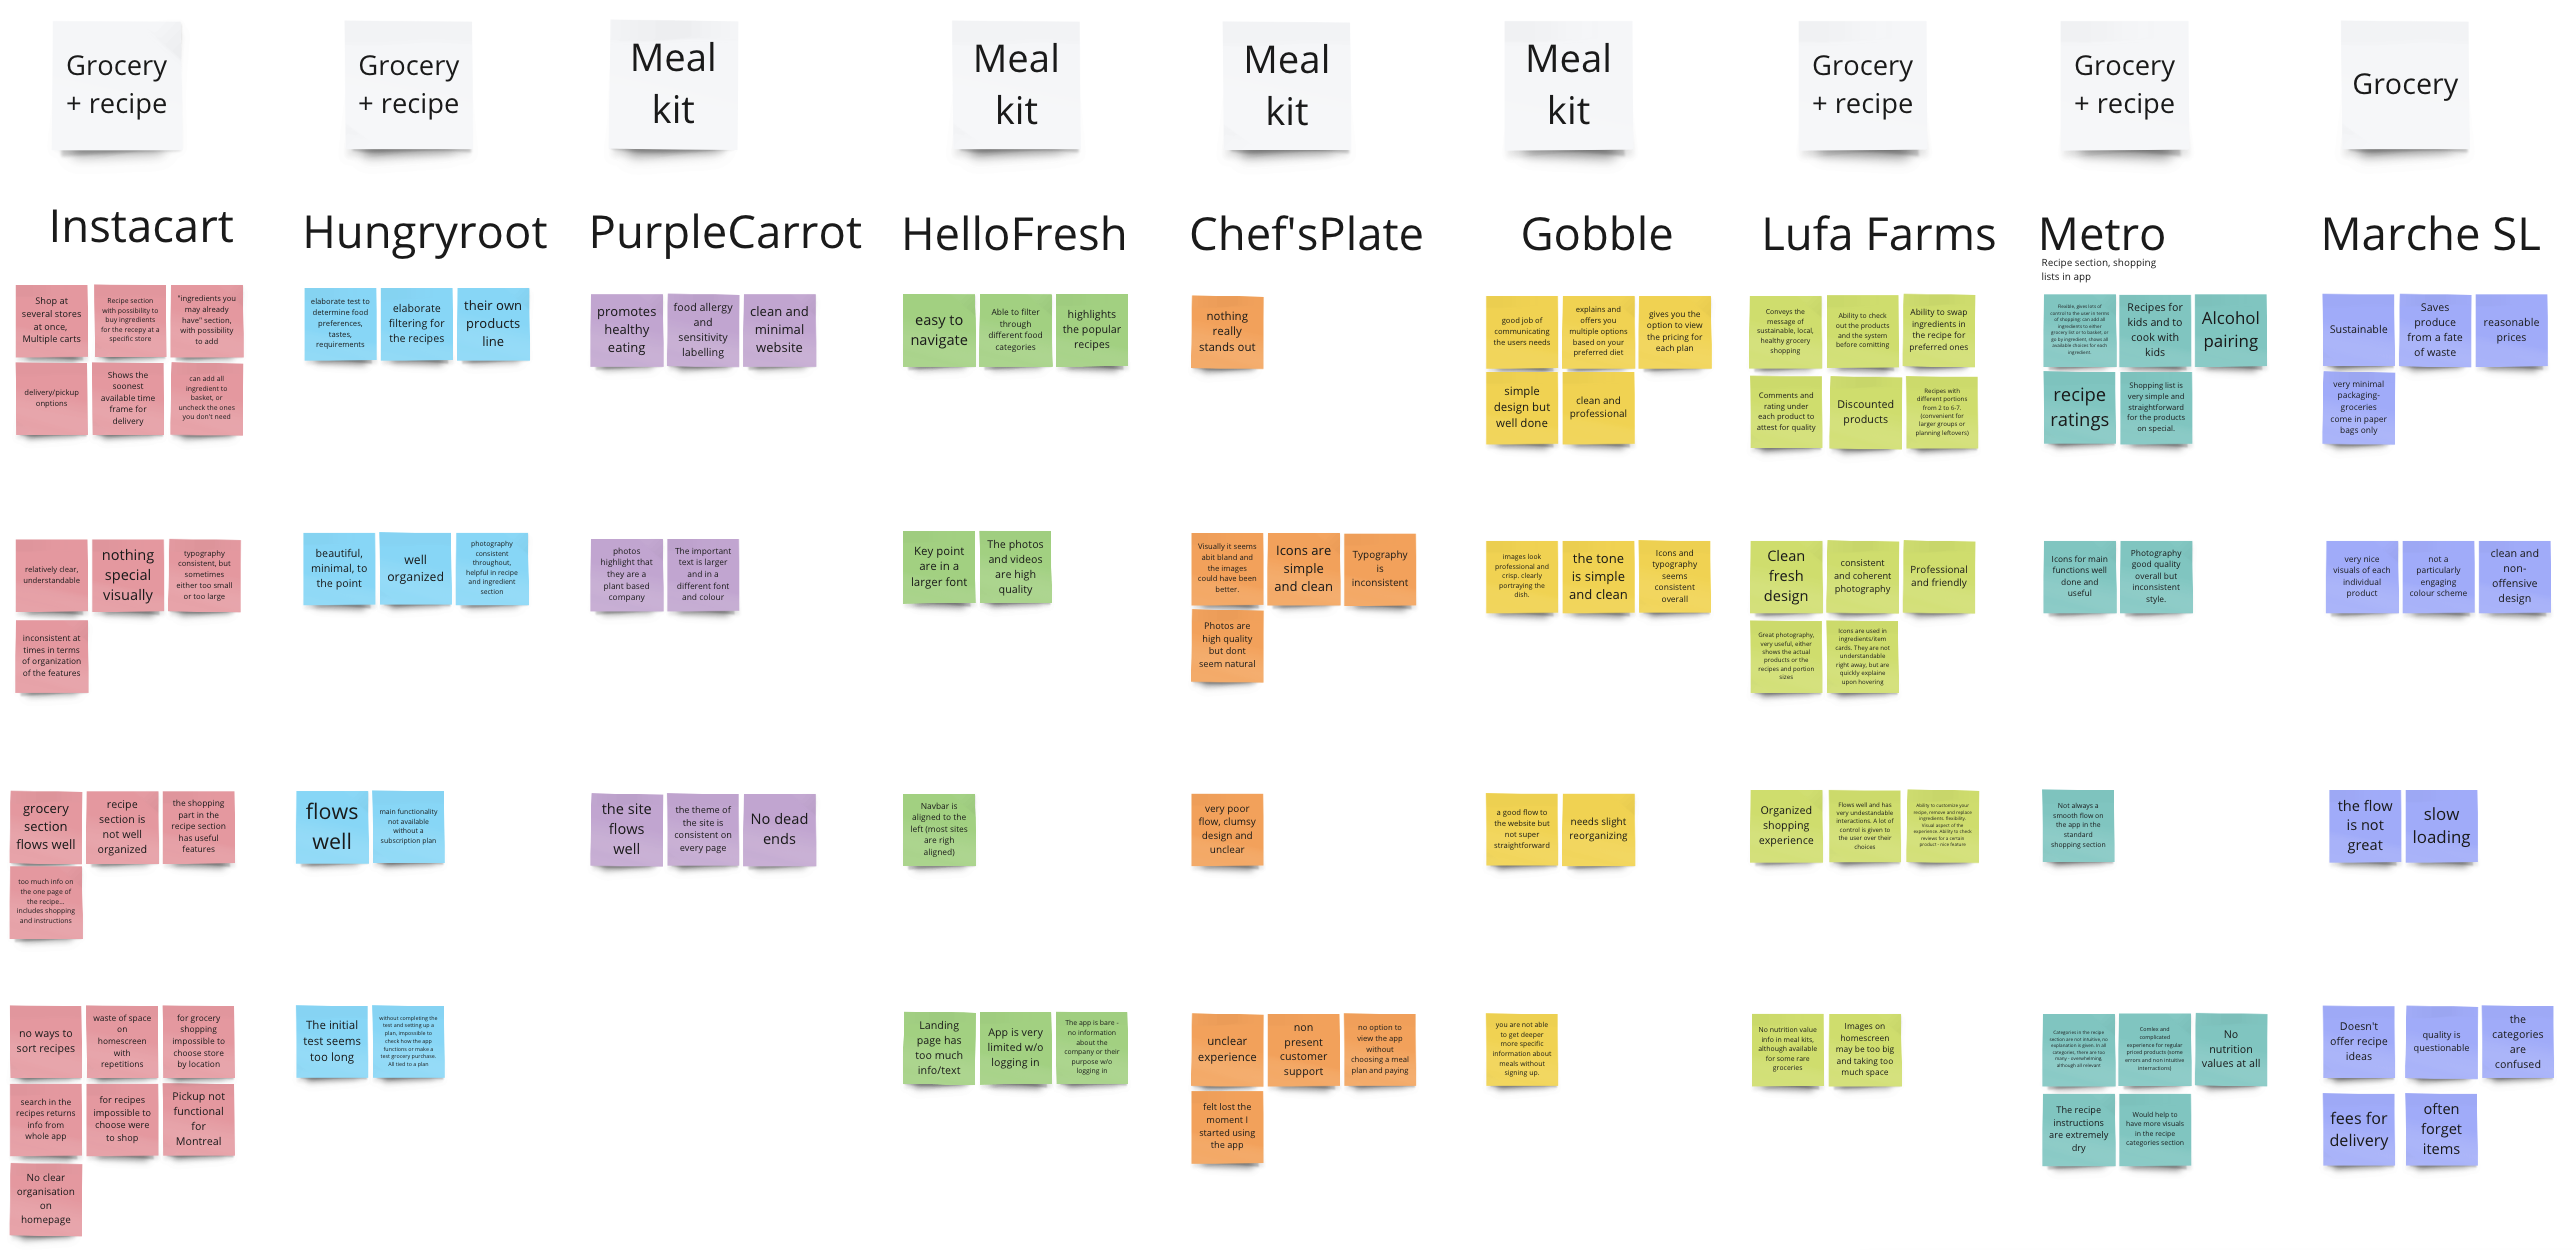 Grocery
+ recipe
Grocery
+ recipe
Meal
kit
Meal
kit
Meal
kit
Meal
kit
Grocery
+ recipe
Grocery
+ recipe
Grocery
Instacart
Hungryroot
PurpleCarrot
HelloFresh
Chef'sPlate
Gobble
Lufa Farms
Metro
Recipe section, shopping
lists in app
Marche SL
Shop at
several stores
at once,
Multiple carts
Recipe section
with possibility to
buy ingredients
for the recepy at a
specific store
"ingredients you
may already
have" section,
with possibility
to add
delivery/pickup
onptions
Shows the
soonest
available time
frame for
delivery
can add all
ingredient to
basket, or
uncheck the ones
you don't need
elaborate test to
determine food
preferences,
tastes,
requirements
elaborate
filtering for
the recipes
their own
products
line
promotes
healthy
eating
food allergy
and
sensitivity
labelling
clean and
minimal
website
easy to
navigate
Able to filter
through
different food
categories
highlights
the popular
recipes
nothing
really
stands out
good job of
communicating
the users needs
explains and
offers you
multiple options
based on your
preferred diet
gives you the
option to view
the pricing for
each plan
simple
design but
well done
clean and
professional
Conveys the
message of
sustainable, local,
healthy grocery
shopping
Ability to check
out the products
and the system
before comitting
Ability to swap
ingredients in
the recipe for
preferred ones
Comments and
rating under
each product to
attest for quality
Discounted
products
Recipes with
different portions
from 2 to 6-7.
(convenient for
larger groups or
planning leftovers)
Flexible, gives lots of
control to the user in terms
of shopping: can add all
ingredients to either
grocery list or to basket, or
go by ingredient, shows all
available choices for each
ingredient
Recipes for
kids and to
cook with
kids
Alcohol
pairing
recipe
ratings
Shopping list is
very simple and
straightforward
for the products
on special.
Sustainable
Saves
produce
from a fate
of waste
reasonable
prices
very minimal
packaging-
groceries
come in paper
bags only
relatively clear,
understandable
nothing
special
visually
typography
consistent, but
sometimes
either too small
or too large
inconsistent at
times in terms
of organization
of the features
beautiful,
minimal, to
the point
well
organized
photography
consistent
throughout,
helpful in recipe
and ingredient
section
photos
highlight that
they are a
plant based
company
The important
text is larger
and in a
different font
and colour
Key point
are in a
larger font
The photos
and videos
are high
quality
Visually it seems
abit bland and
the images
could have been
better.
Icons are
simple
and clean
Typography
is
inconsistent
Photos are
high quality
but dont
seem natural
images look
professional and
crisp. clearly
portraying the
dish.
the tone
is simple
and clean
Icons and
typography
seems
consistent
overall
Clean
fresh
design
consistent
and coherent
photography
Professional
and friendly
Great photography,
very useful, either
shows the actual
products or the
recipes and portion
sizes
Icons are used in
ingredients/item
cards. They are not
understandable
right away, but are
quickly explaine
upon hovering
Icons for main
functions well
done and
useful
Photography
good quality
overall but
inconsistent
style.
very nice
visuals of each
individual
product
not a
particularly
engaging
colour scheme
clean and
non-
offensive
design
grocery
section
flows well
recipe
section is
not well
organized
the shopping
part in the
recipe section
has useful
features
too much info on
the one page of
the recipe...
includes shopping
and instructions
flows
well
main functionality
not available
without a
subscription plan
the site
flows
well
the theme of
the site is
consistent on
every page
No dead
ends
Navbar is
aligned to the
left (most sites
are righ
aligned)
very poor
flow, clumsy
design and
unclear
a good flow to
the website but
not super
straightforward
needs slight
reorganizing
Organized
shopping
experience
Flows well and has
very undestandable
interactions. A lot of
control is given to
the user over their
choices
Ability to customize your
recipe, remove and replace
ingredients. flexibility.
Visual aspect of the
experience. Ability to check
reviews for a certain
product - nice feature
Not always a
smooth flow on
the app in the
standard
shopping section
the flow
is not
great
slow
loading
no ways to
sort recipes
waste of space
on
homescreen
with
repetitions
for grocery
shopping
impossible to
choose store
by location
search in the
recipes returns
info from
whole app
for recipes
impossible to
choose were
to shop
Pickup not
functional
for
Montreal
No clear
organisation
on
homepage
The initial
test seems
too long
without completing the
test and setting up a
plan, impossible to
check how the app
functions or make a
test grocery purchase.
All tied to a plan
Landing
page has
too much
info/text
App is very
limited w/o
logging in
The app is bare -
no information
about the
company or their
purpose w/o
logging in
unclear
experience
non
present
customer
support
no option to
view the app
without
choosing a meal
plan and paying
felt lost the
moment I
started using
the app
you are not able
to get deeper
more specific
information about
meals without
signing up.
No nutrition value
info in meal kits,
although available
for some rare
groceries
Images on
homescreen
may be too big
and taking too
much space
Categories in the recipe
section are not intuitive, no
explanation is given. In all
categories, there are too
many - overwhelming,
although all relevant
Comlex and
complicated
experience for regular
priced products (some
errors and non intuitive
interractions)
No
nutrition
values at all
The recipe
instructions
are extremely
dry
Would help to
have more visuals
in the recipe
categories section
Doesn't
offer recipe
ideas
quality is
questionable
the
categories
are
confused
fees for
delivery
often
forget
items